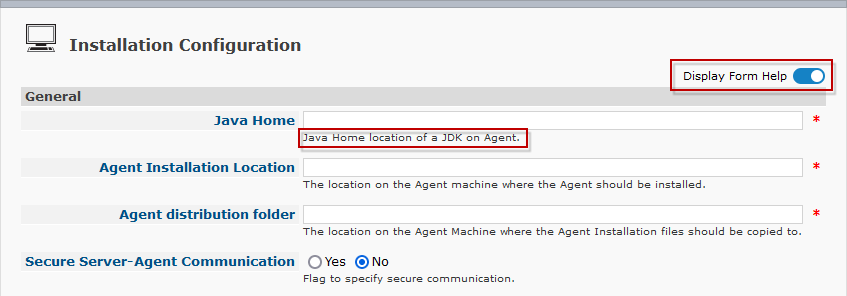 Installation Configuration
Display Form Help
General
Java Home *
Java Home location of a JDK on Agent.
Agent Installation Location *
The location on the Agent machine where the Agent should be installed.
Agent distribution folder *
The location on the Agent Machine where the Agent Installation files should be copied to.
Secure Server-Agent Communication Yes No
Flag to specify secure communication.